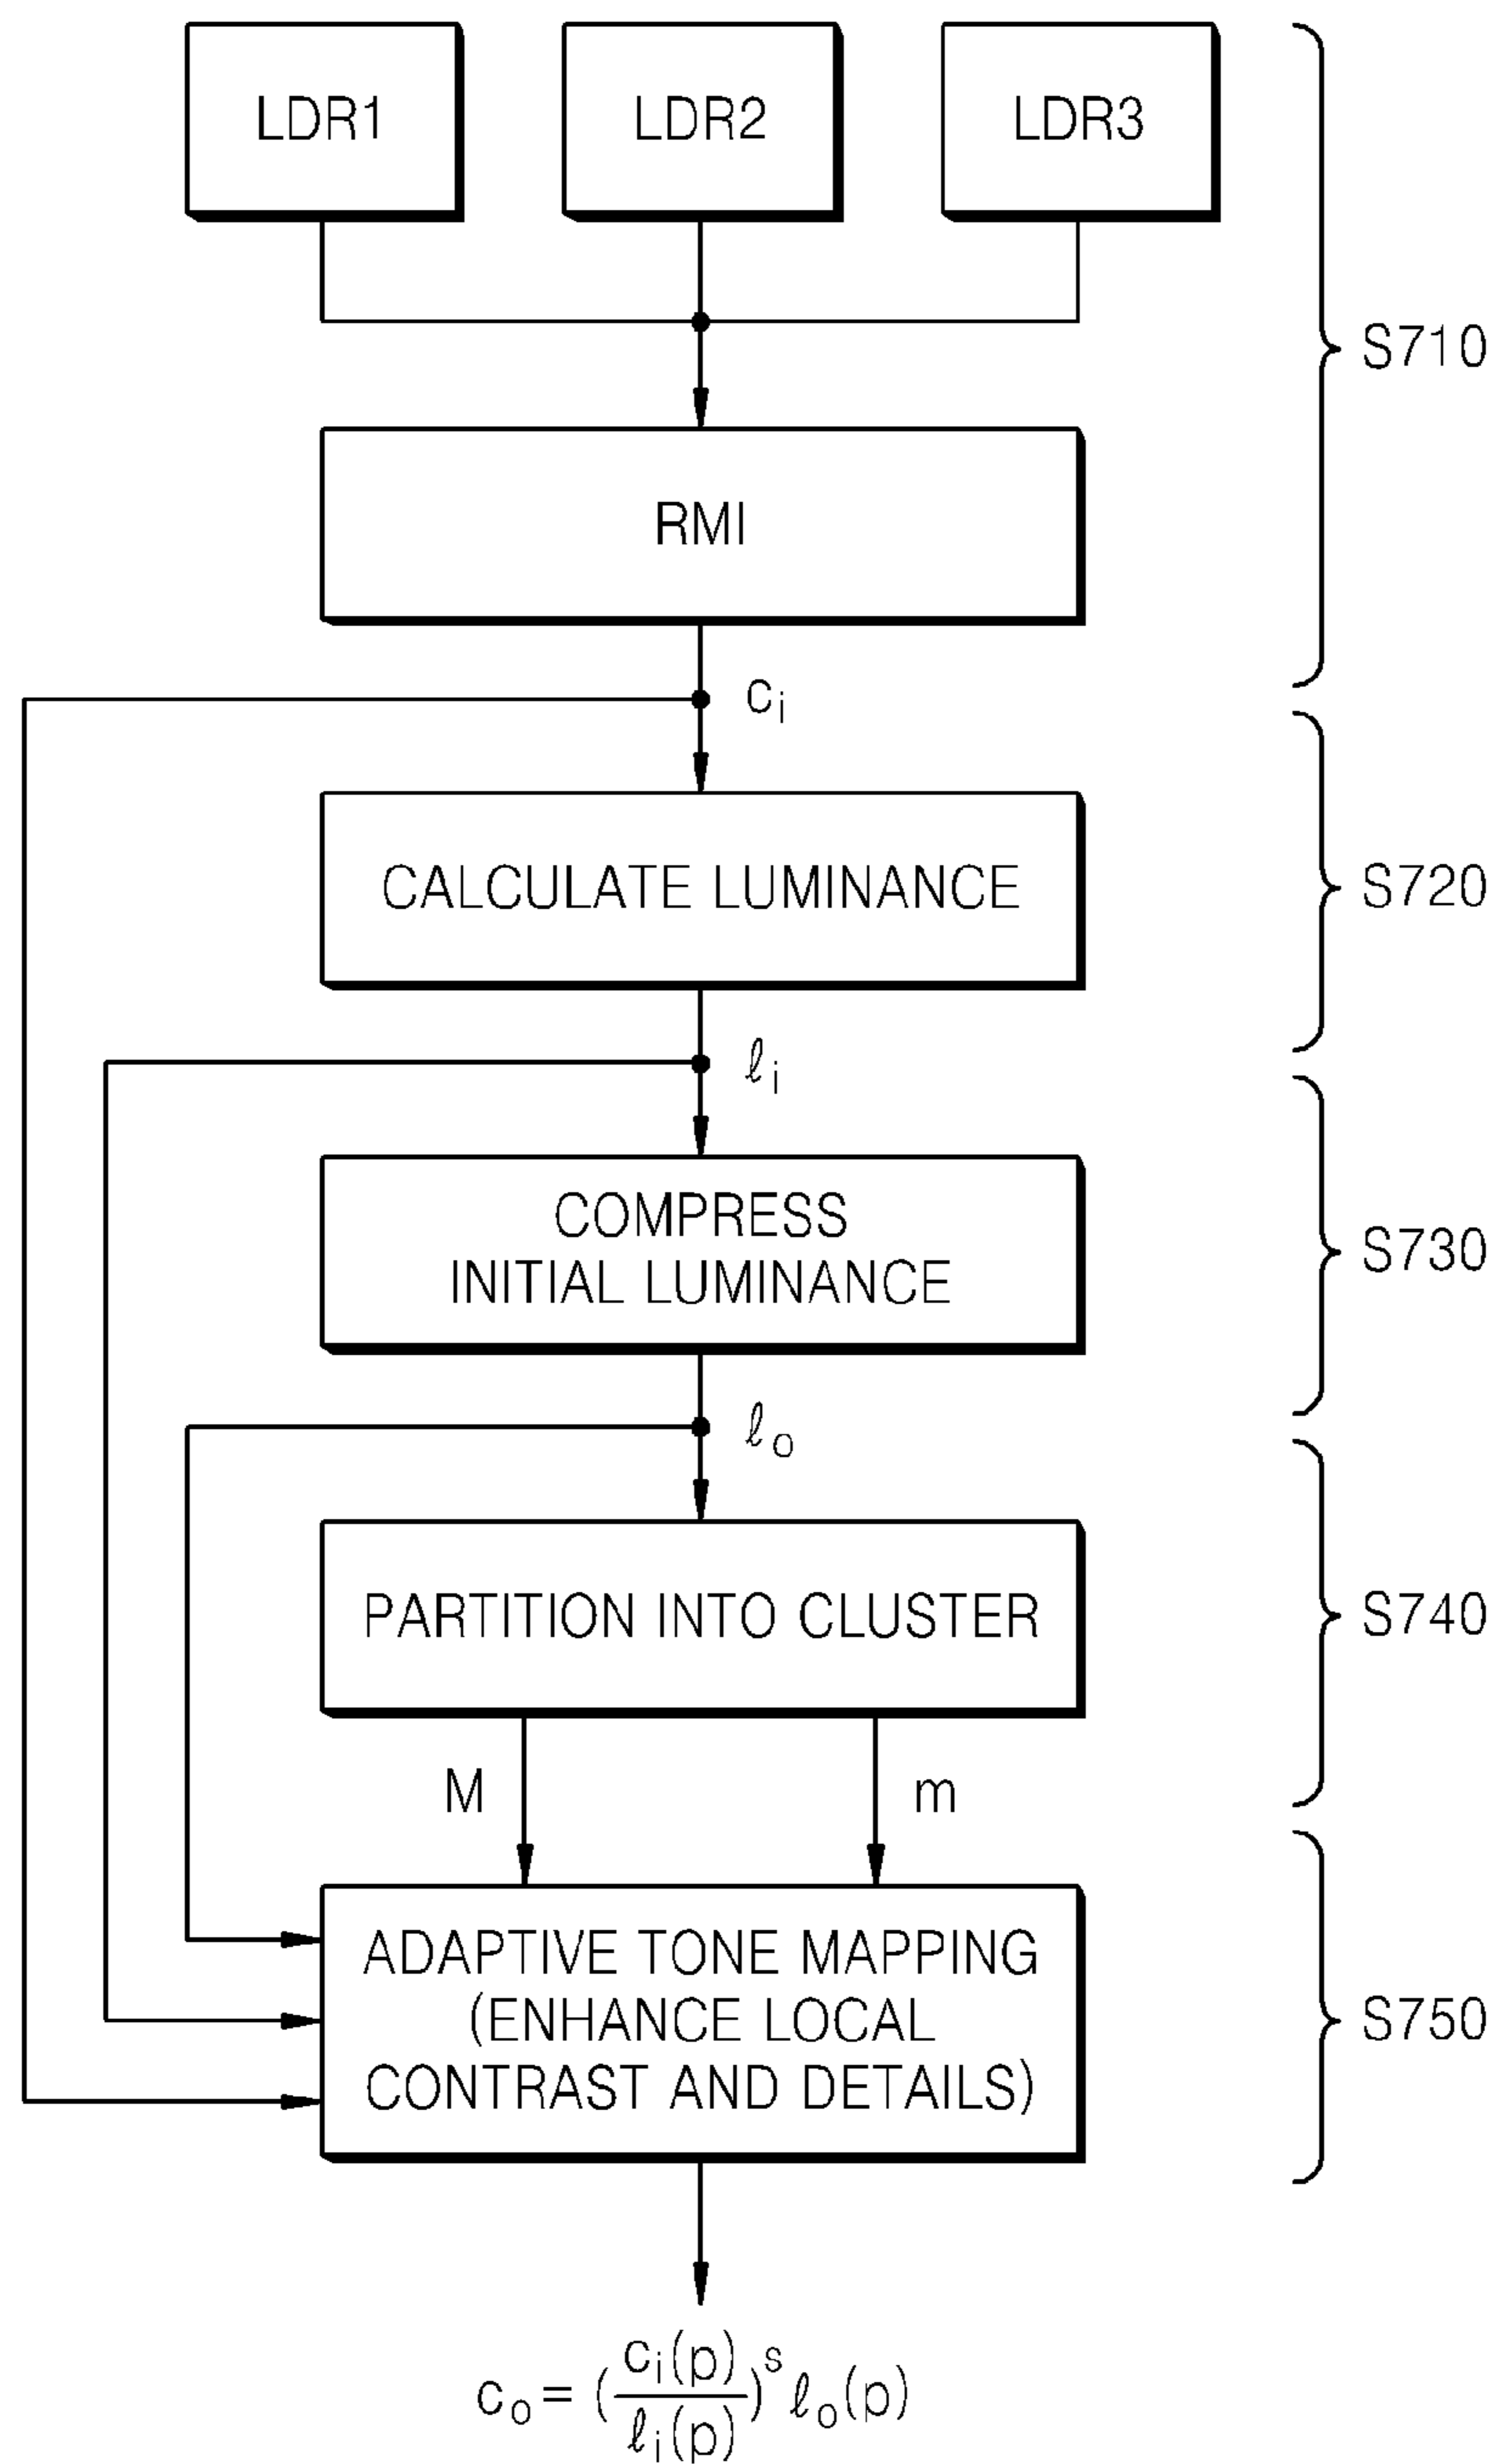 LDR1
LDR2
LDR3
S710
RMI
cᵢ
S720
CALCULATE LUMINANCE
ℓᵢ
S730
COMPRESS
INITIAL LUMINANCE
ℓₒ
S740
PARTITION INTO CLUSTER
M
m
S750
ADAPTIVE TONE MAPPING
(ENHANCE LOCAL
CONTRAST AND DETAILS)
cₒ = (cᵢ(p)/ℓᵢ(p))ˢ ℓₒ(p)